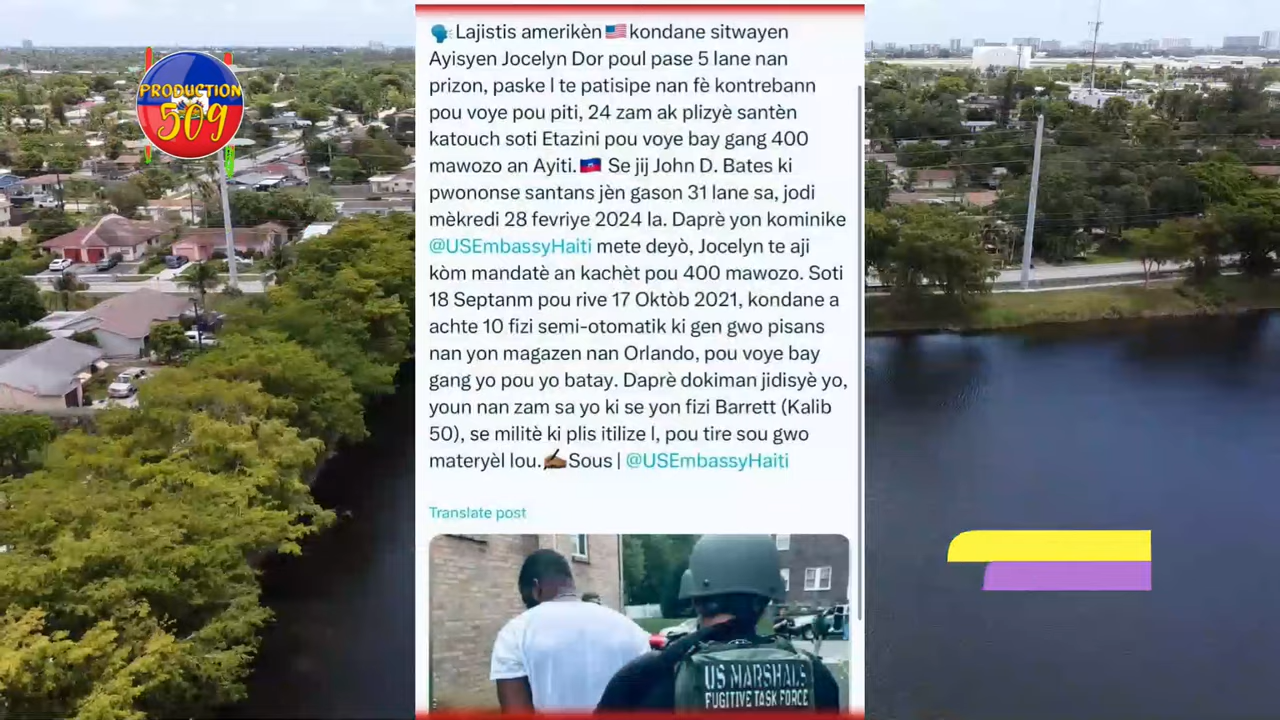 PRODUCTION
509
🗣️Lajistis amerikèn🇺🇸kondane sitwayen
Ayisyen Jocelyn Dor poul pase 5 lane nan
prizon, paske l te patisipe nan fè kontrebann
pou voye pou piti, 24 zam ak plizyè santèn
katouch soti Etazini pou voye bay gang 400
mawozo an Ayiti.🇭🇹 Se jij John D. Bates ki
pwononse santans jèn gason 31 lane sa, jodi
mèkredi 28 fevriye 2024 la. Daprè yon kominike
@USEmbassyHaiti mete deyò, Jocelyn te aji
kòm mandatè an kachèt pou 400 mawozo. Soti
18 Septanm pou rive 17 Oktòb 2021, kondane a
achte 10 fizi semi-otomatik ki gen gwo pisans
nan yon magazen nan Orlando, pou voye bay
gang yo pou yo batay. Daprè dokiman jidisyè yo,
youn nan zam sa yo ki se yon fizi Barrett (Kalib
50), se militè ki plis itilize l, pou tire sou gwo
materyèl lou.✍🏾Sous | @USEmbassyHaiti
Translate post
US MARSHALS
FUGITIVE TASK FORCE